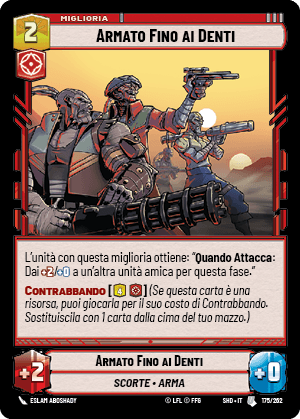 MIGLIORIA
2
ARMATO FINO AI DENTI
L'unità con questa miglioria ottiene: "Quando Attacca:
Dai +2/+0 a un'altra unità amica per questa fase."
CONTRABBANDO [4] (Se questa carta è una
risorsa, puoi giocarla per il suo costo di Contrabbando.
Sostituiscila con 1 carta dalla cima del tuo mazzo.)
ARMATO FINO AI DENTI
+2
+0
SCORTE • ARMA
ESLAM ABOSHADY
© LFL © FFG
SHD • IT
175/262